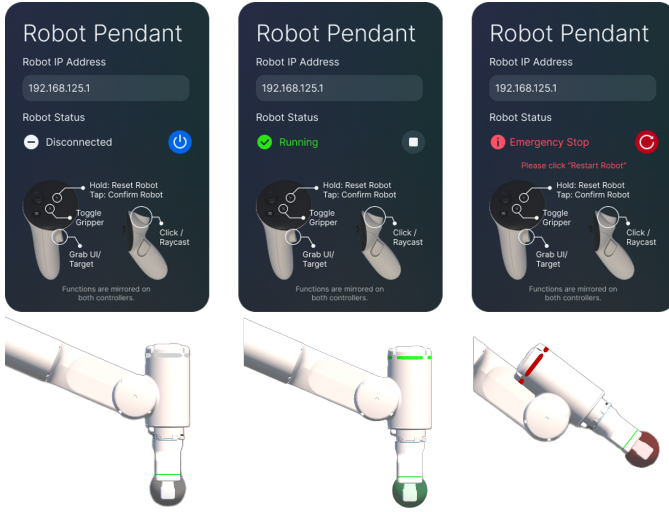 Robot Pendant
Robot IP Address
192.168.125.1
Robot Status
Disconnected
Hold: Reset Robot
Tap: Confirm Robot
Toggle
Gripper
Click /
Raycast
Grab UI/
Target
Functions are mirrored on
both controllers.
Robot Pendant
Robot IP Address
192.168.125.1
Robot Status
Running
Hold: Reset Robot
Tap: Confirm Robot
Toggle
Gripper
Click /
Raycast
Grab UI/
Target
Functions are mirrored on
both controllers.
Robot Pendant
Robot IP Address
192.168.125.1
Robot Status
Emergency Stop
Please click "Restart Robot"
Hold: Reset Robot
Tap: Confirm Robot
Toggle
Gripper
Click /
Raycast
Grab UI/
Target
Functions are mirrored on
both controllers.